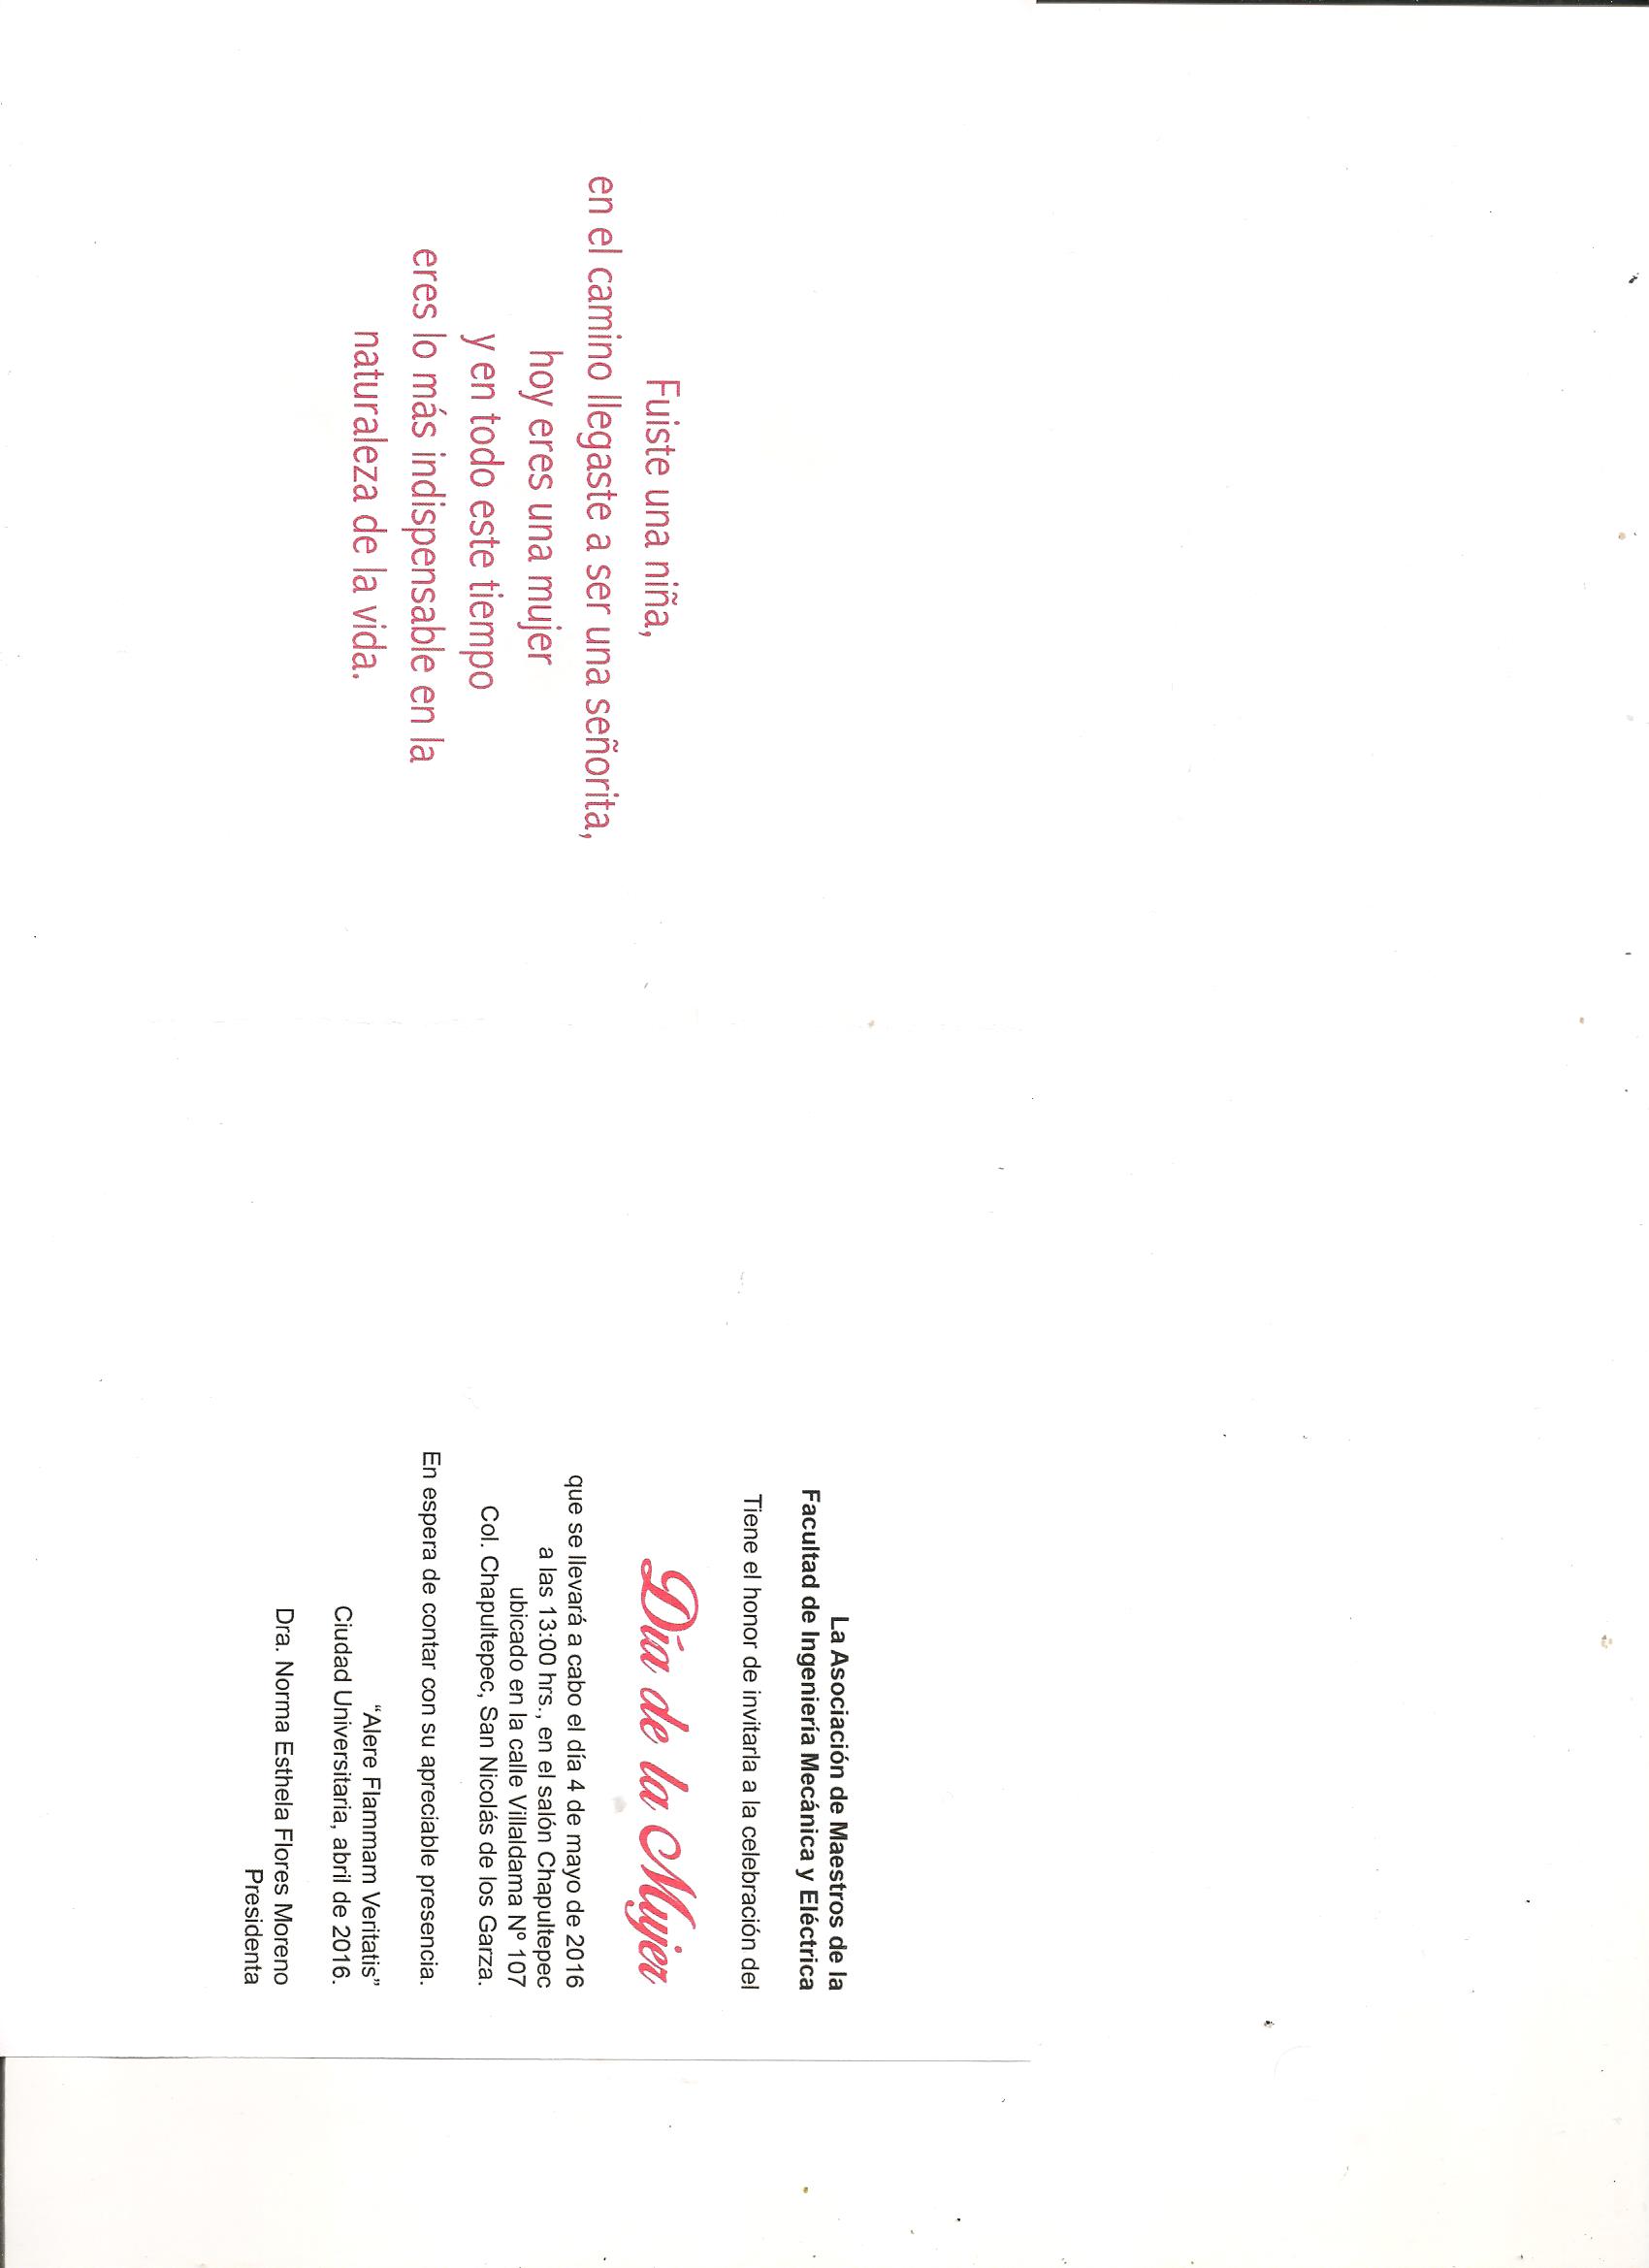 Fuiste una niña,
en el camino llegaste a ser una señorita,
hoy eres una mujer
y en todo este tiempo
eres lo más indispensable en la
naturaleza de la vida.
La Asociación de Maestros de la
Facultad de Ingeniería Mecánica y Eléctrica
Tiene el honor de invitarla a la celebración del
Día de la Mujer
que se llevará a cabo el día 4 de mayo de 2016
a las 13:00 hrs., en el salón Chapultepec
ubicado en la calle Villaldama Nº 107
Col. Chapultepec, San Nicolás de los Garza.
En espera de contar con su apreciable presencia.
“Alere Flammam Veritatis”
Ciudad Universitaria, abril de 2016.
Dra. Norma Esthela Flores Moreno
Presidenta